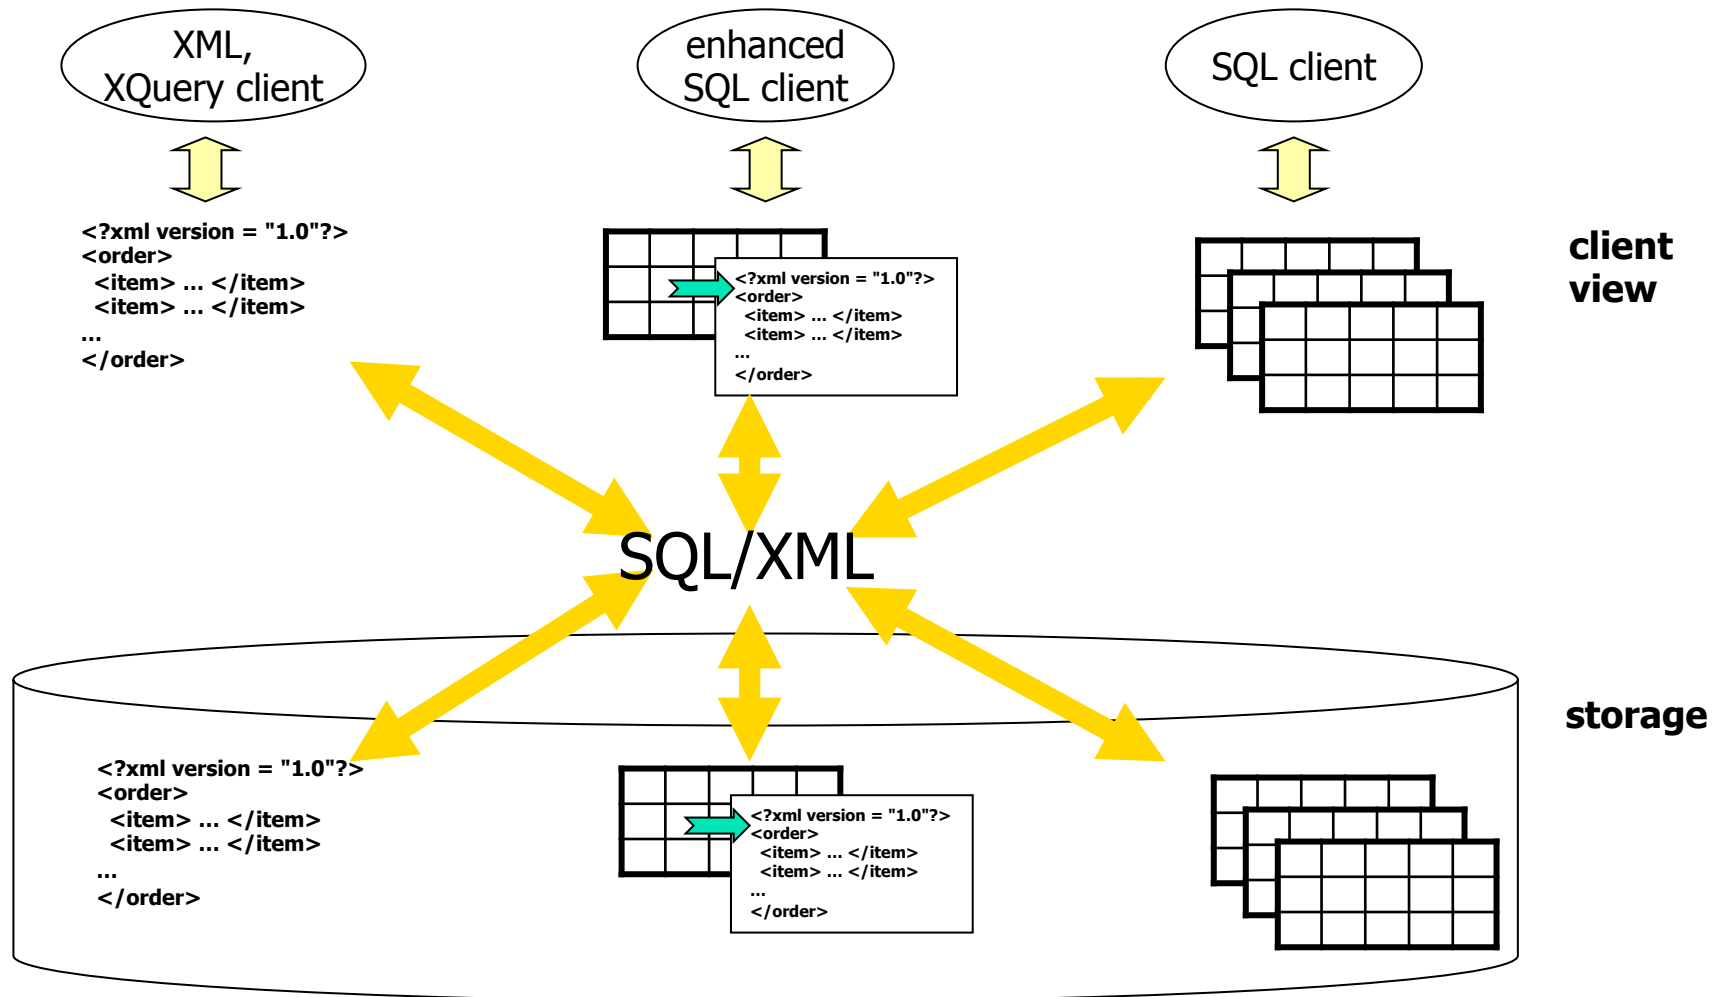 XML,
XQuery client
enhanced
SQL client
SQL client
<?xml version = "1.0"?>
<order>
<item> ... </item>
<item> ... </item>
...
</order>
<?xml version = "1.0"?>
<order>
<item> ... </item>
<item> ... </item>
...
</order>
client
view
SQL/XML
storage
<?xml version = "1.0"?>
<order>
<item> ... </item>
<item> ... </item>
...
</order>
<?xml version = "1.0"?>
<order>
<item> ... </item>
<item> ... </item>
...
</order>